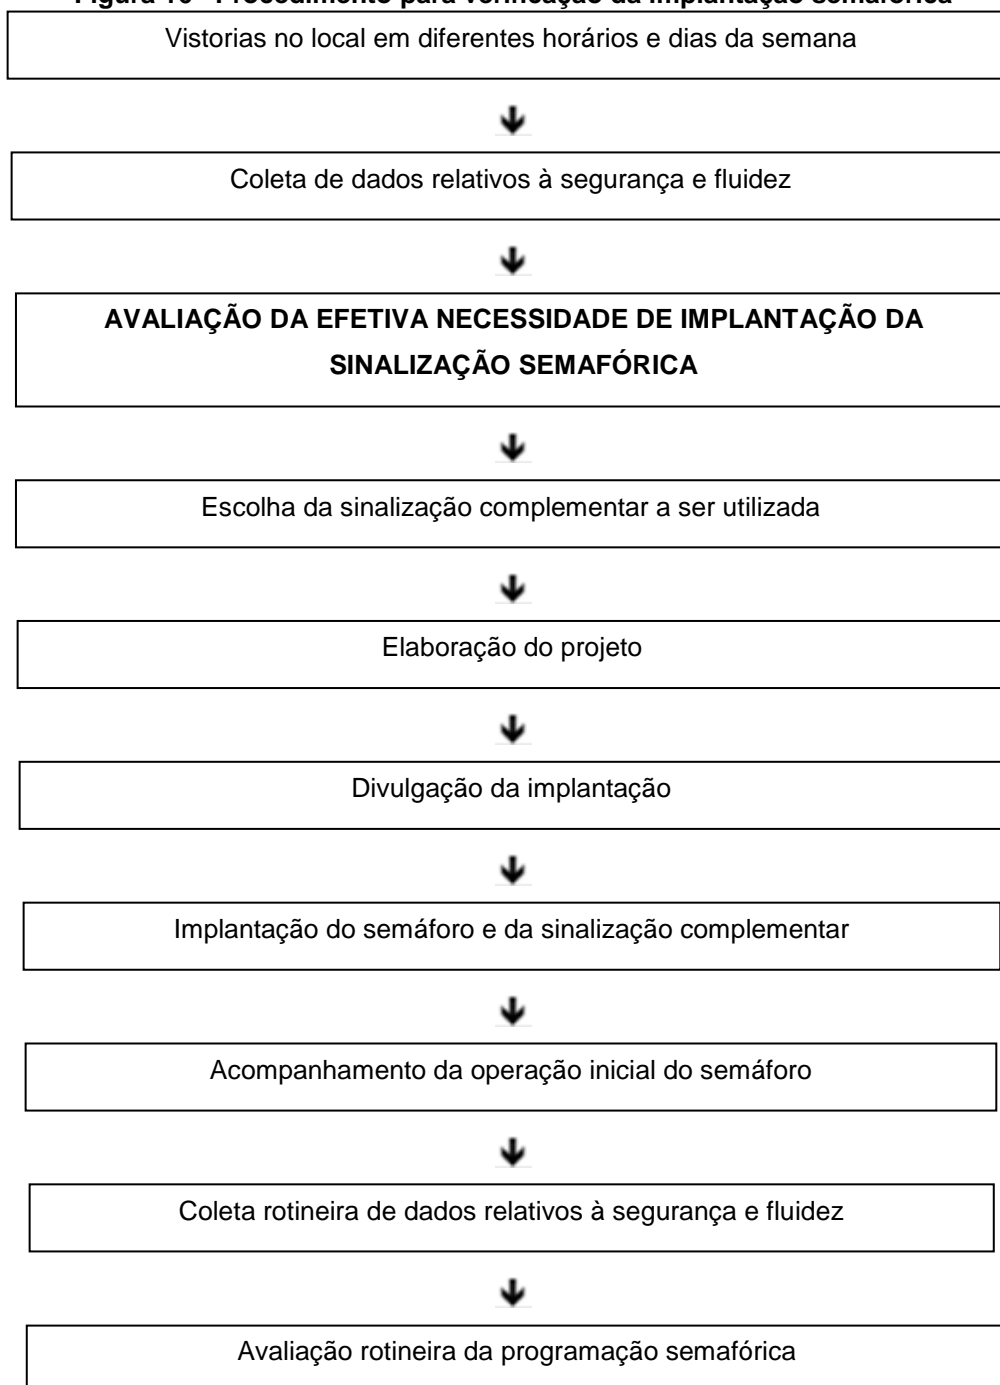 Figura 10 - Procedimento para verificação da implantação semafórica
Vistorias no local em diferentes horários e dias da semana
Coleta de dados relativos à segurança e fluidez
AVALIAÇÃO DA EFETIVA NECESSIDADE DE IMPLANTAÇÃO DA
SINALIZAÇÃO SEMAFÓRICA
Escolha da sinalização complementar a ser utilizada
Elaboração do projeto
Divulgação da implantação
Implantação do semáforo e da sinalização complementar
Acompanhamento da operação inicial do semáforo
Coleta rotineira de dados relativos à segurança e fluidez
Avaliação rotineira da programação semafórica